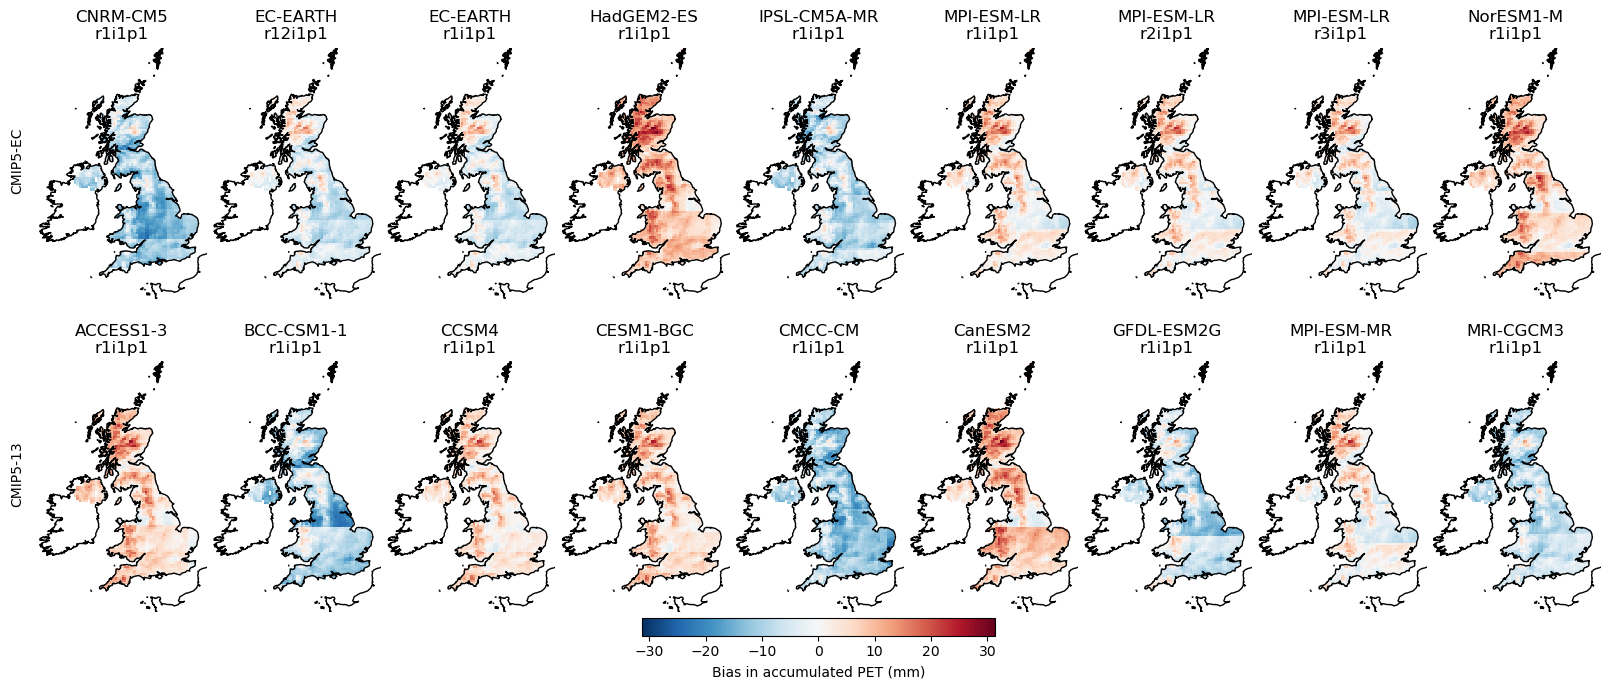 CNRM-CM5 EC-EARTH EC-EARTH HadGEM2-ES IPSL-CM5A-MR MPI-ESM-LR MPI-ESM-LR MPI-ESM-LR NorESM1-M
r1i1p1 r12i1p1 r1i1p1 r1i1p1 r1i1p1 r1i1p1 r2i1p1 r3i1p1 r1i1p1
CMIP5-EC
ACCESS1-3 BCC-CSM1-1 CCSM4 CESM1-BGC CMCC-CM CanESM2 GFDL-ESM2G MPI-ESM-MR MRI-CGCM3
r1i1p1 r1i1p1 r1i1p1 r1i1p1 r1i1p1 r1i1p1 r1i1p1 r1i1p1 r1i1p1
CMIP5-13
−30 −20 −10 0 10 20 30
Bias in accumulated PET (mm)